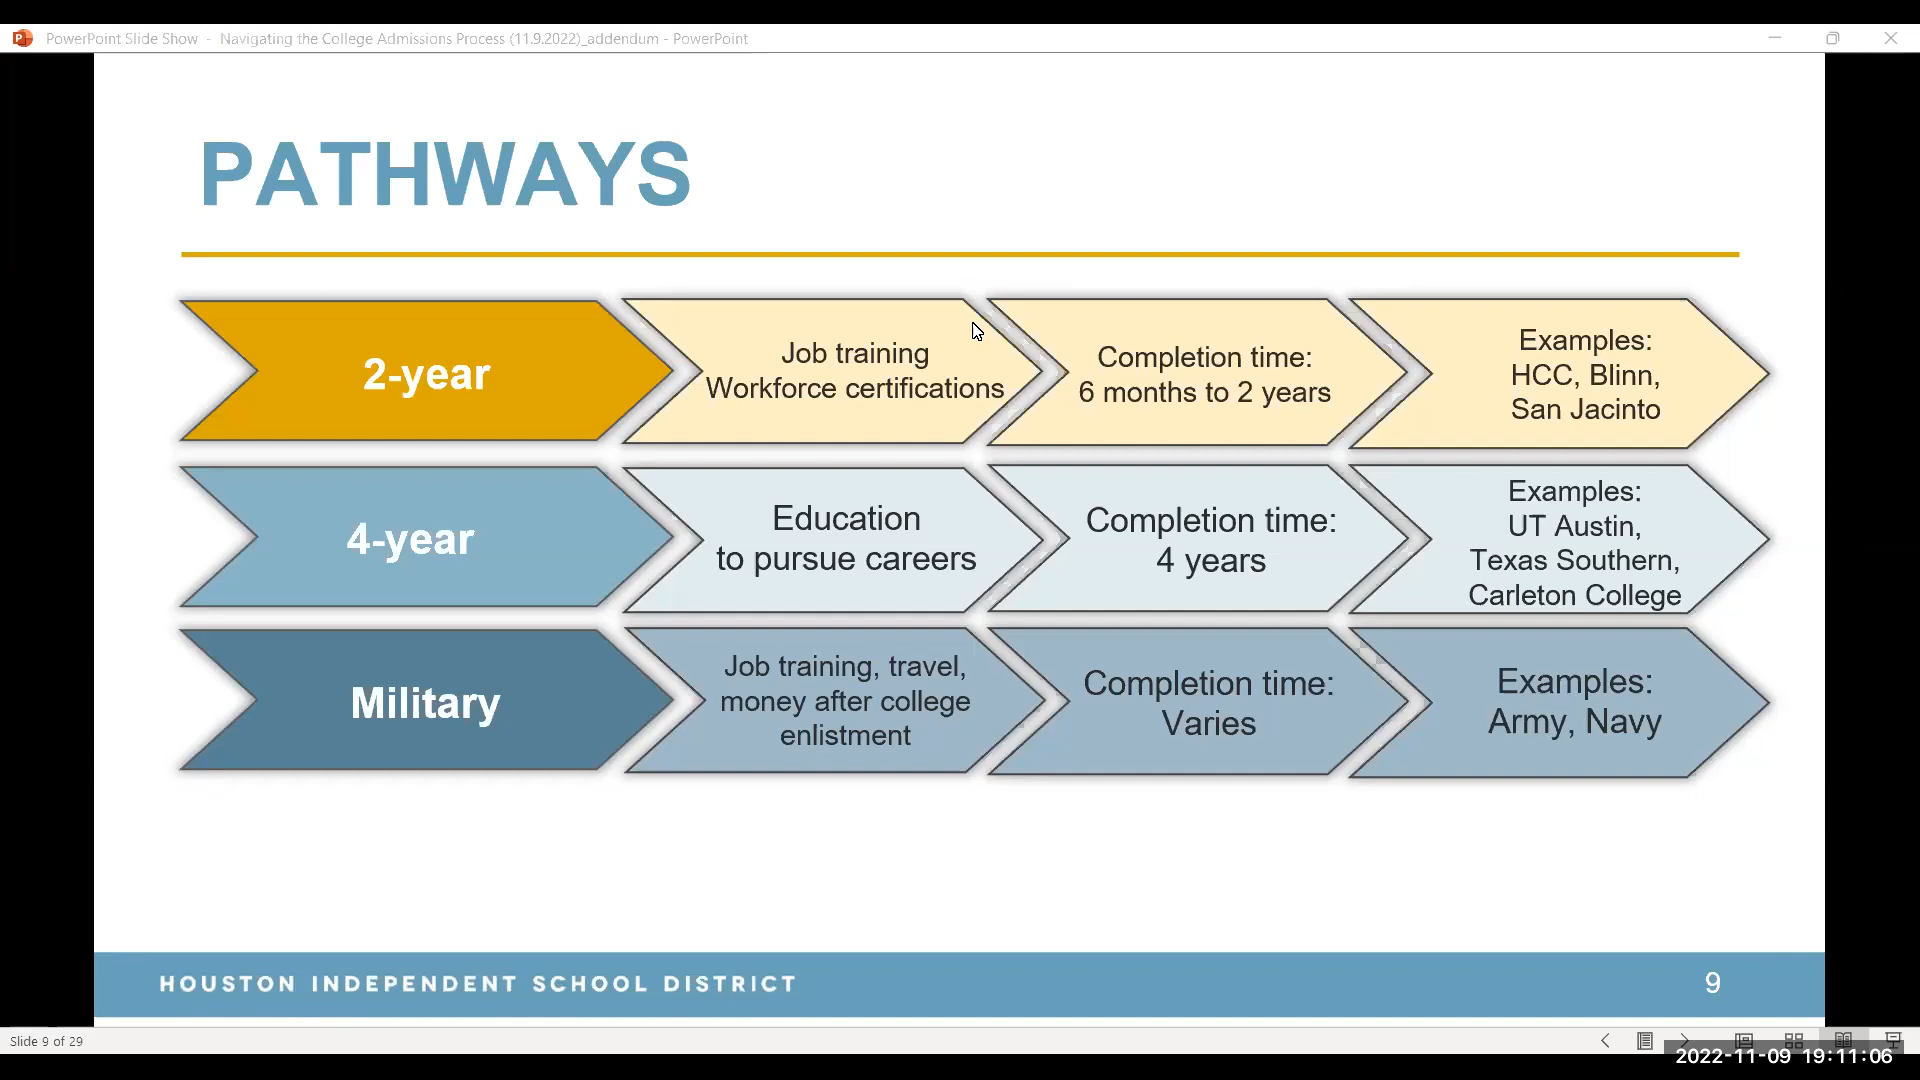 PowerPoint Slide Show - Navigating the College Admissions Process (11.9.2022)_addendum - PowerPoint
PATHWAYS
2-year
Job training
Workforce certifications
Completion time:
6 months to 2 years
Examples:
HCC, Blinn,
San Jacinto
4-year
Education
to pursue careers
Completion time:
4 years
Examples:
UT Austin,
Texas Southern,
Carleton College
Military
Job training, travel,
money after college
enlistment
Completion time:
Varies
Examples:
Army, Navy
HOUSTON INDEPENDENT SCHOOL DISTRICT
9
Slide 9 of 29
2022-11-09 19:11:06